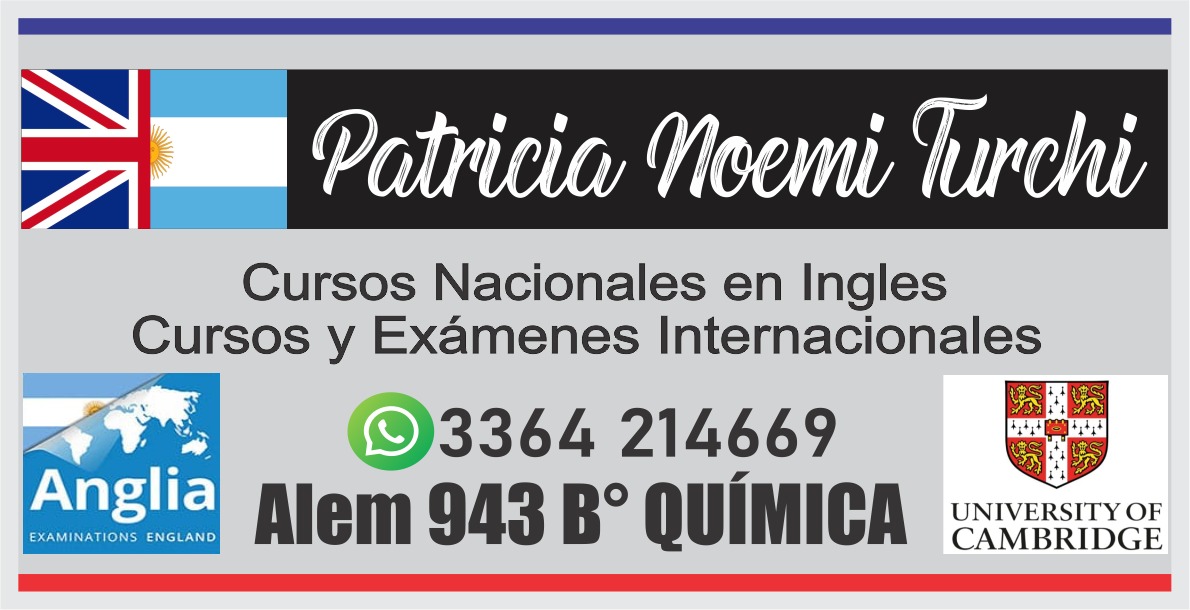 Patricia Noemi Turchi
Cursos Nacionales en Ingles
Cursos y Exámenes Internacionales
Anglia
EXAMINATIONS ENGLAND
3364 214669
Alem 943 B° QUÍMICA
UNIVERSITY OF
CAMBRIDGE